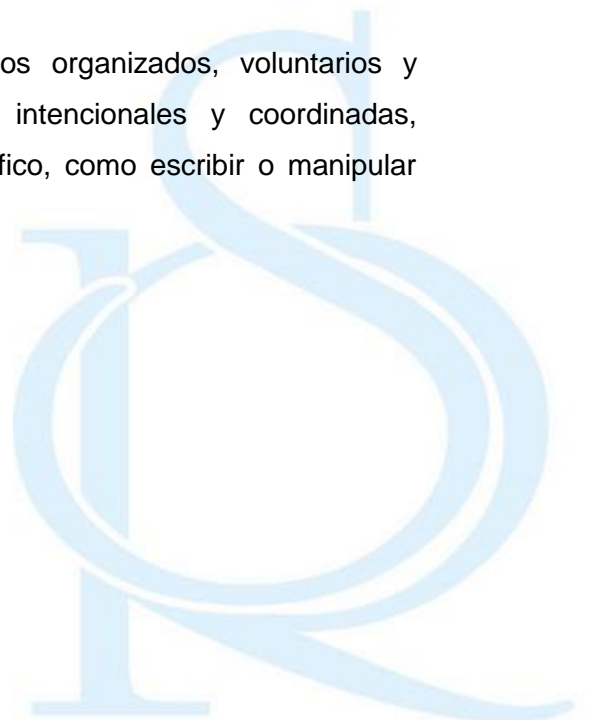 os organizados, voluntarios y
intencionales y coordinadas,
fico, como escribir o manipular